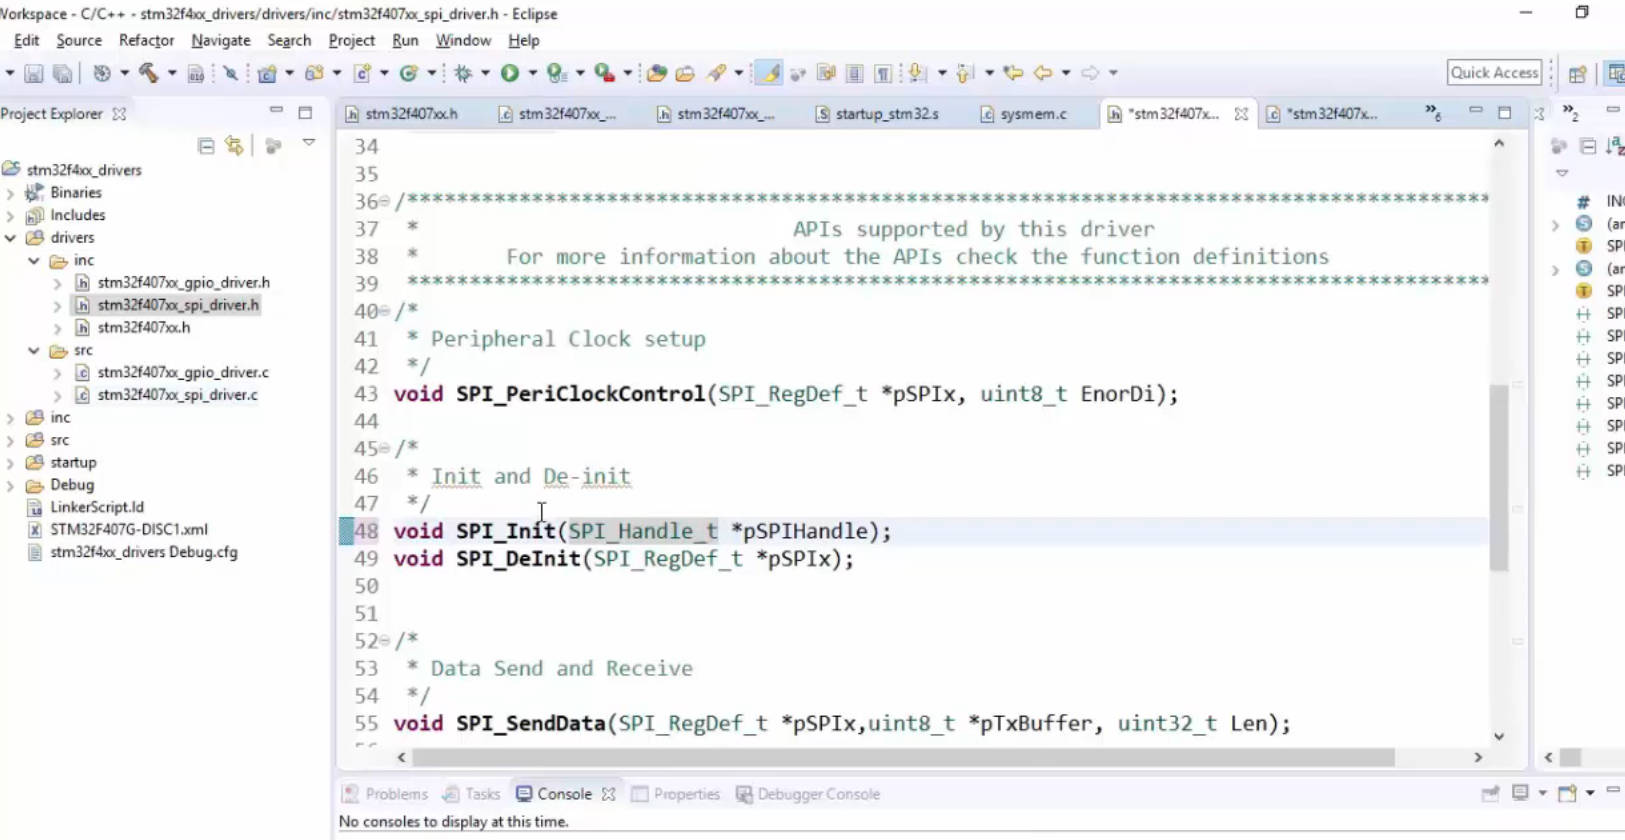 Workspace - C/C++ - stm32f4xx_drivers/drivers/inc/stm32f407xx_spi_driver.h - Eclipse
Edit Source Refactor Navigate Search Project Run Window Help
Quick Access
Project Explorer
stm32f407xx.h stm32f407xx_... stm32f407xx_... startup_stm32.s sysmem.c *stm32f407x... *stm32f407x... »6 »2
stm32f4xx_drivers
Binaries
Includes
drivers
inc
stm32f407xx_gpio_driver.h
stm32f407xx_spi_driver.h
stm32f407xx.h
src
stm32f407xx_gpio_driver.c
stm32f407xx_spi_driver.c
inc
src
startup
Debug
LinkerScript.ld
STM32F407G-DISC1.xml
stm32f4xx_drivers Debug.cfg
34
35
36 /***************************************************************************************
37 * APIs supported by this driver
38 * For more information about the APIs check the function definitions
39 ***************************************************************************************
40 /*
41 * Peripheral Clock setup
42 */
43 void SPI_PeriClockControl(SPI_RegDef_t *pSPIx, uint8_t EnorDi);
44
45 /*
46 * Init and De-init
47 */
48 void SPI_Init(SPI_Handle_t *pSPIHandle);
49 void SPI_DeInit(SPI_RegDef_t *pSPIx);
50
51
52 /*
53 * Data Send and Receive
54 */
55 void SPI_SendData(SPI_RegDef_t *pSPIx,uint8_t *pTxBuffer, uint32_t Len);
# INC
(an
SPI
(an
SPI
SPI
SPI
SPI
SPI
SPI
SPI
SPI
SPI
Problems Tasks Console Properties Debugger Console
No consoles to display at this time.